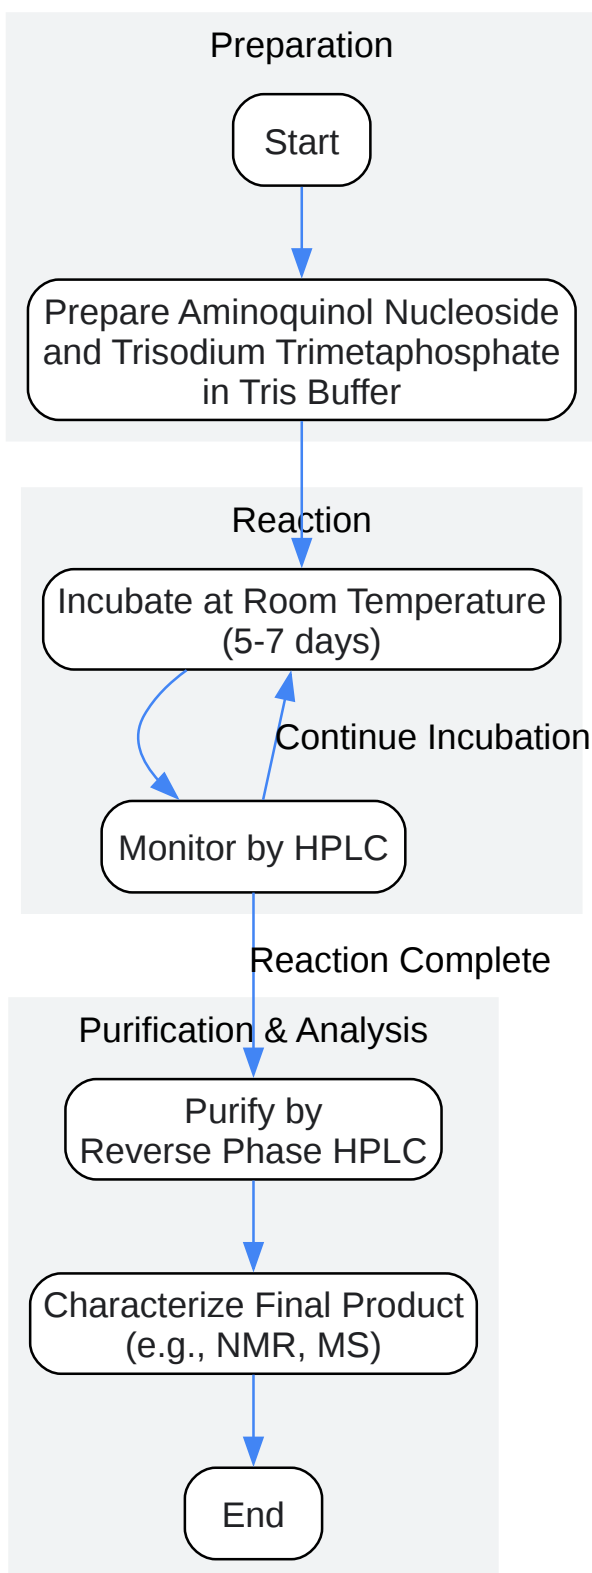 Preparation
Start
Prepare Aminoquinol Nucleoside
and Trisodium Trimetaphosphate
in Tris Buffer
Reaction
Incubate at Room Temperature
(5-7 days)
Continue Incubation
Monitor by HPLC
Reaction Complete
Purification & Analysis
Purify by
Reverse Phase HPLC
Characterize Final Product
(e.g., NMR, MS)
End